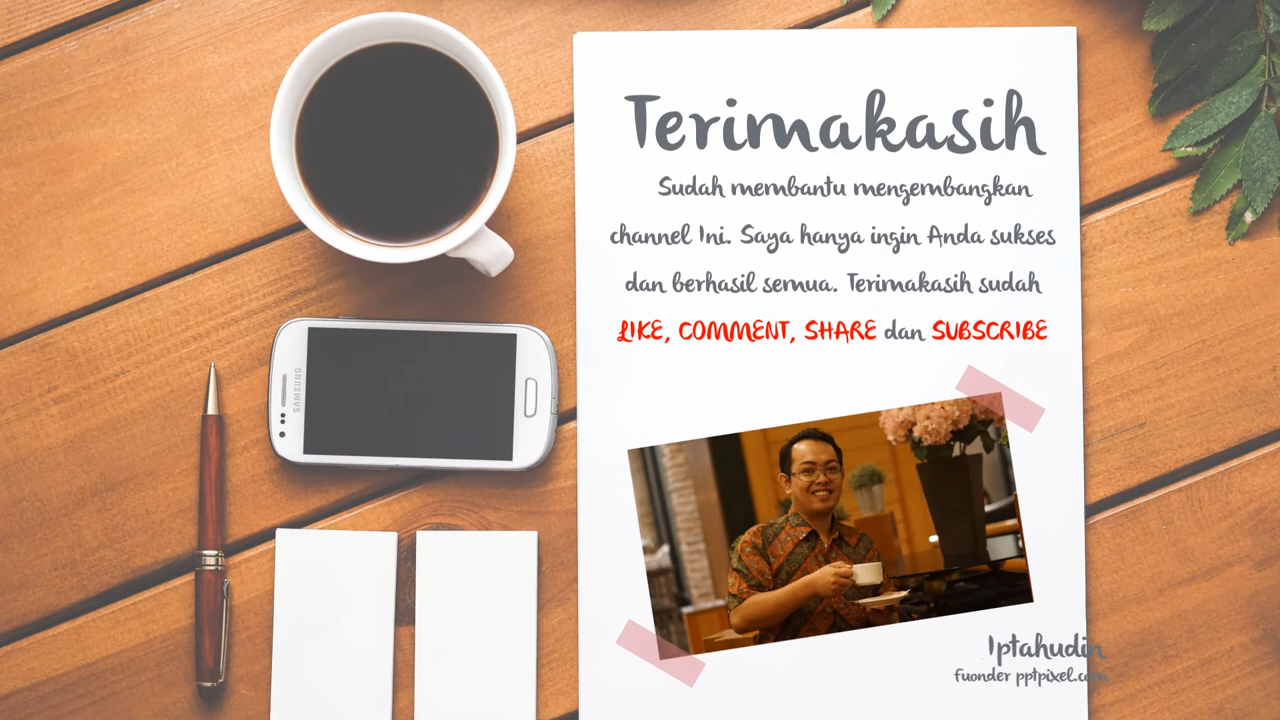 Terimakasih
Sudah membantu mengembangkan
channel Ini. Saya hanya ingin Anda sukses
dan berhasil semua. Terimakasih sudah
LIKE, COMMENT, SHARE dan SUBSCRIBE
SAMSUNG
Iptahudin
fuonder pptpixel.com